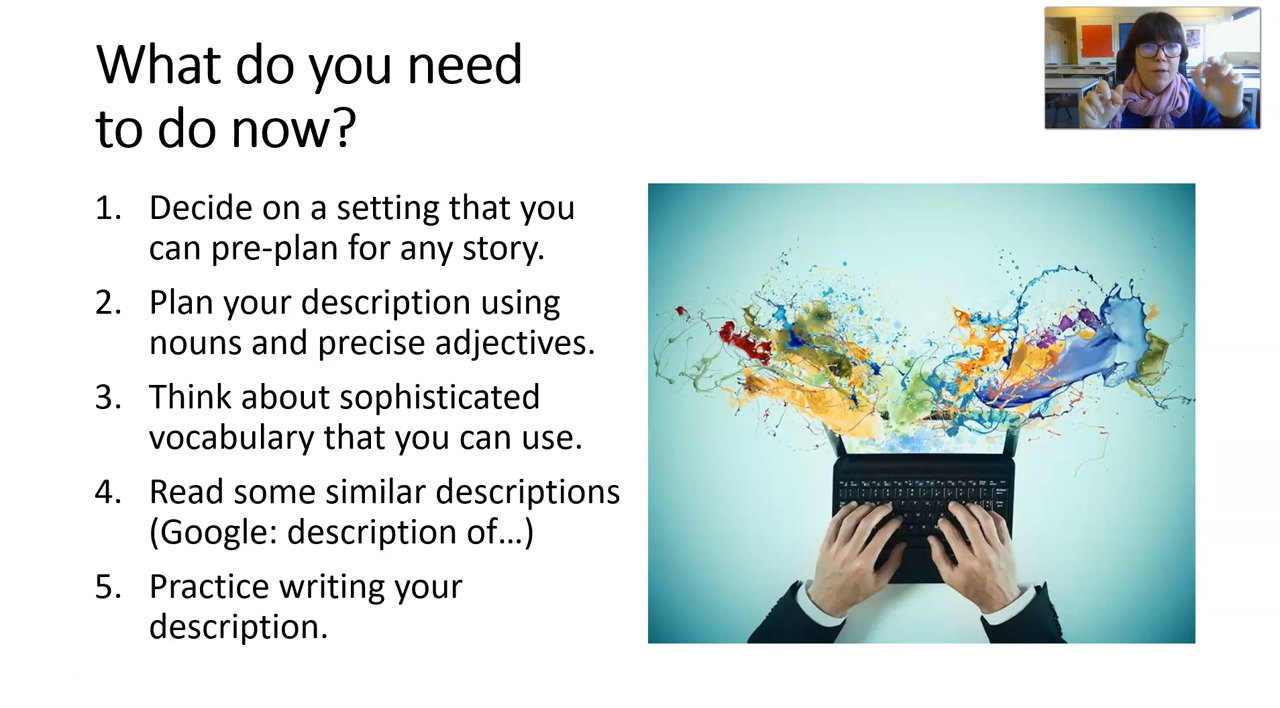 What do you need
to do now?
1. Decide on a setting that you
can pre-plan for any story.
2. Plan your description using
nouns and precise adjectives.
3. Think about sophisticated
vocabulary that you can use.
4. Read some similar descriptions
(Google: description of…)
5. Practice writing your
description.